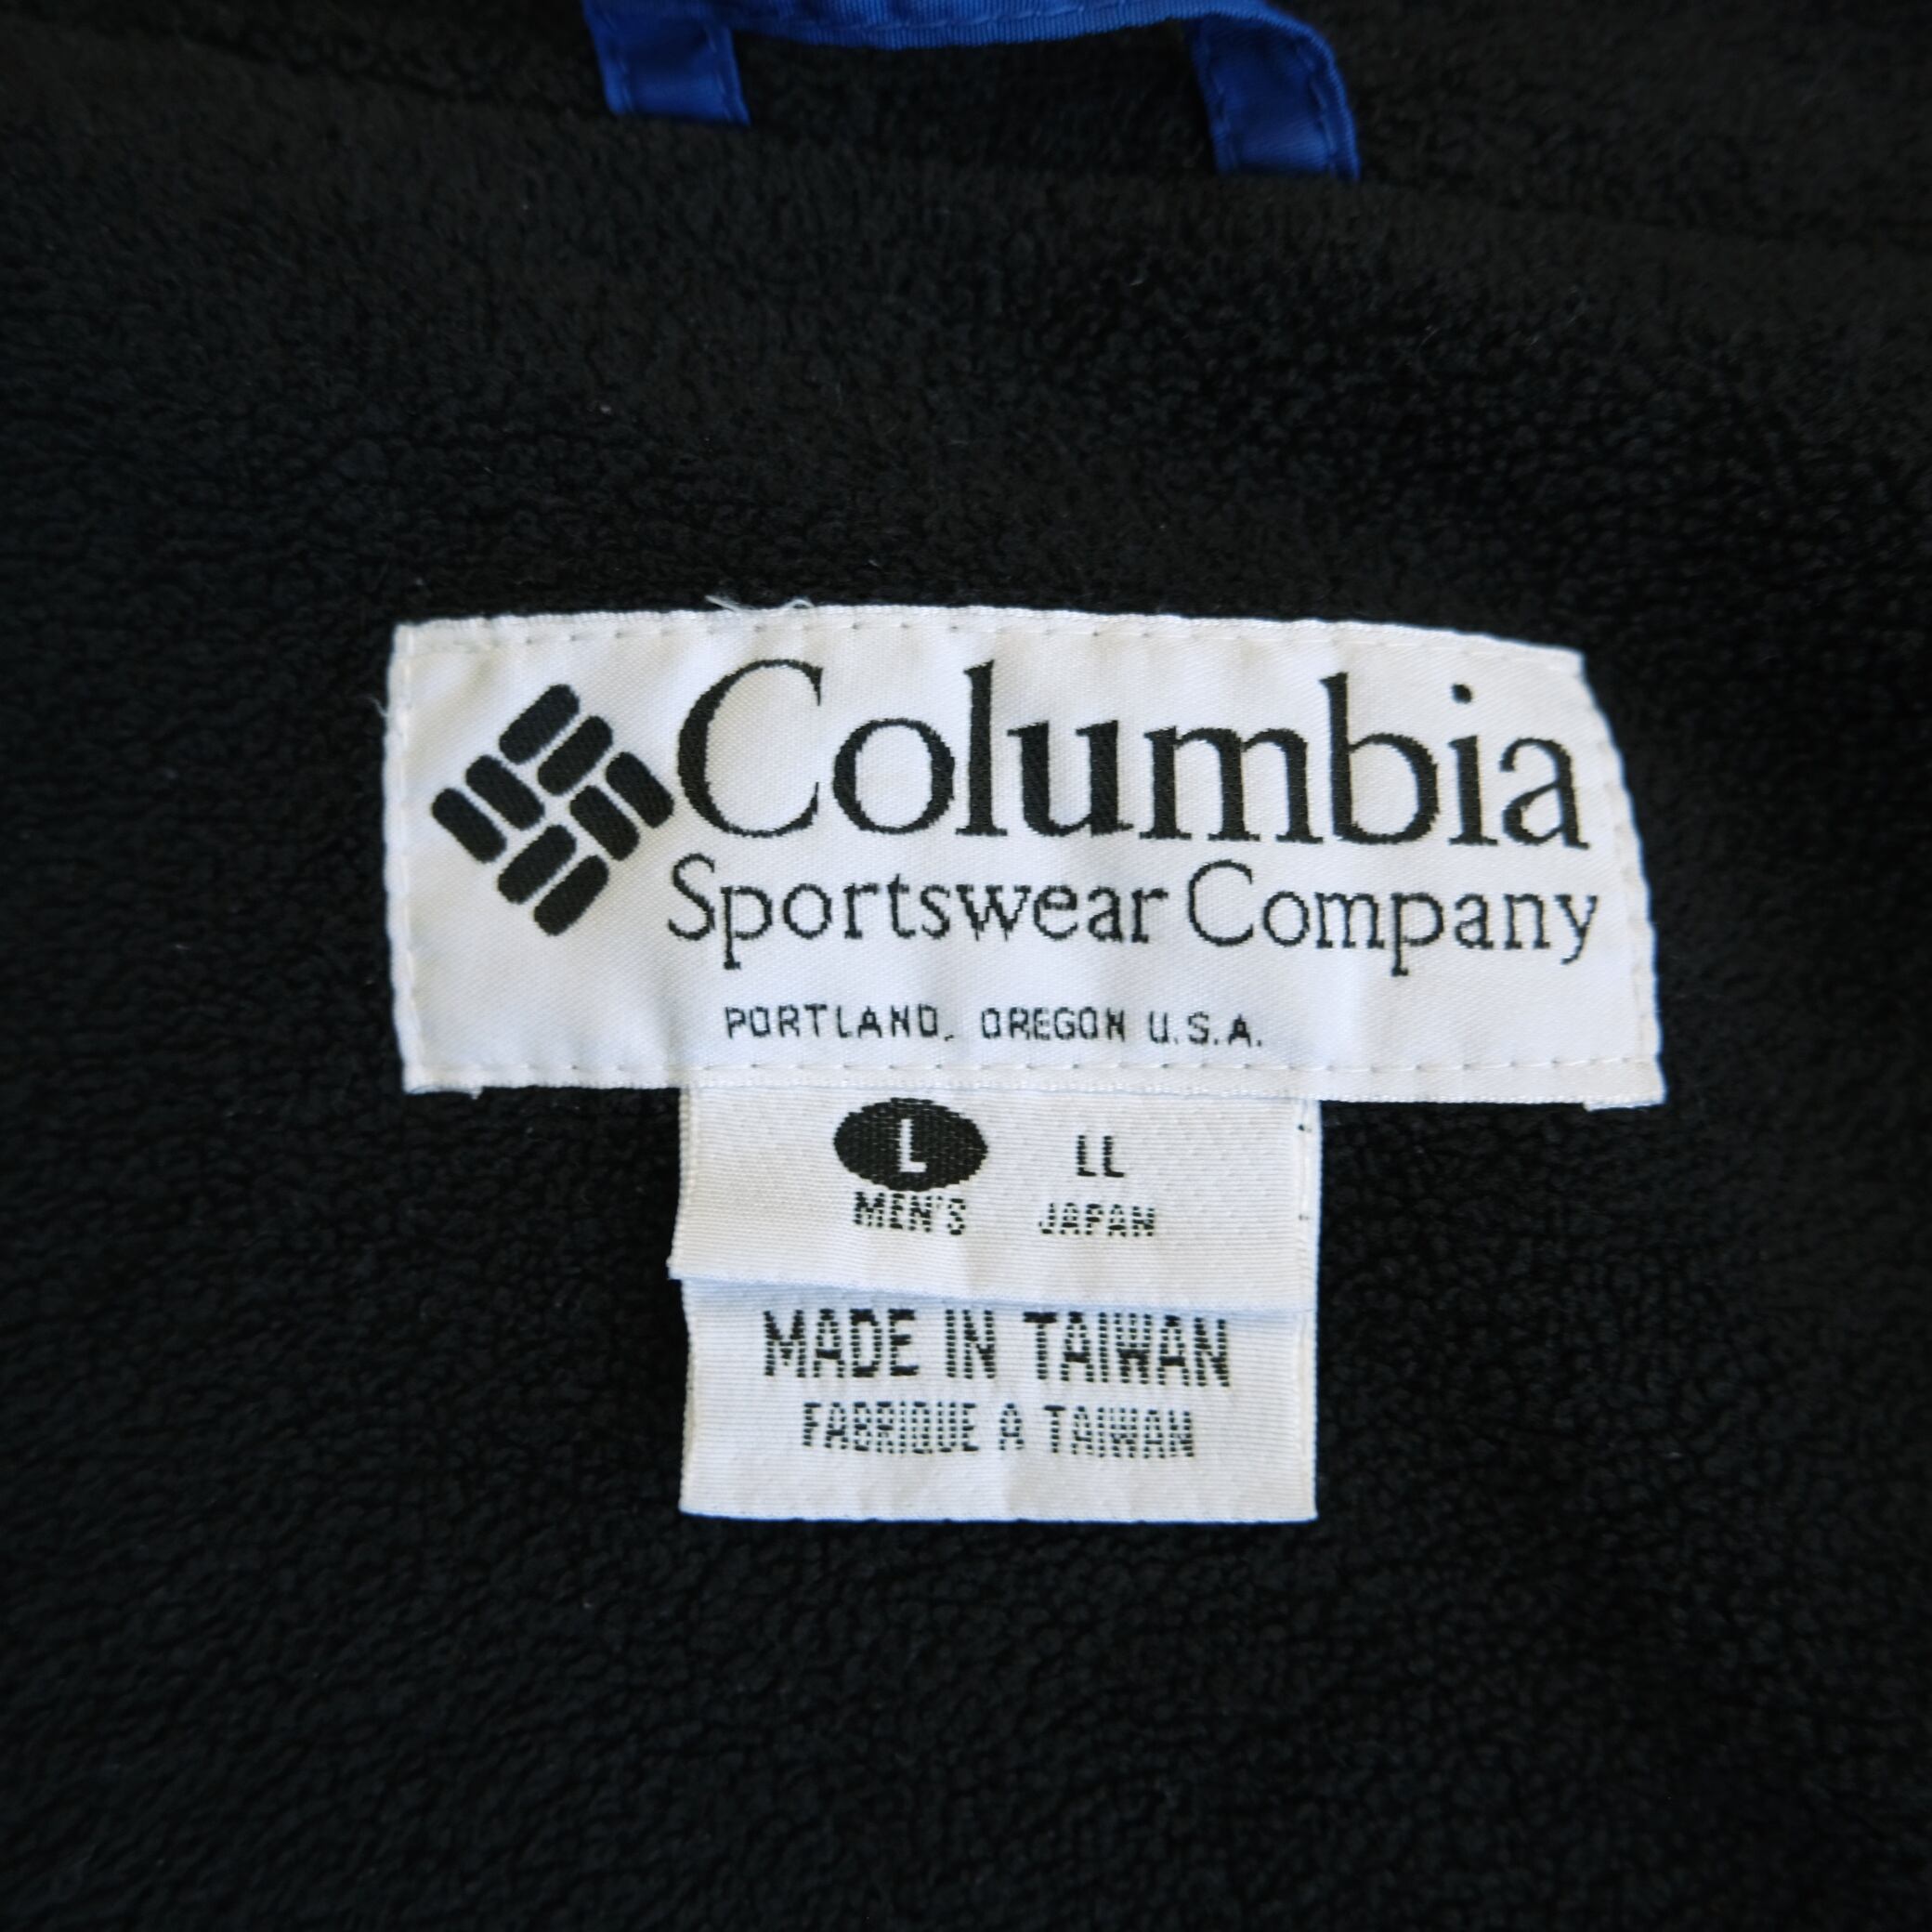 Columbia
Sportswear Company
PORTLAND, OREGON U.S.A.
L LL
MEN'S JAPAN
MADE IN TAIWAN
FABRIQUE A TAIWAN